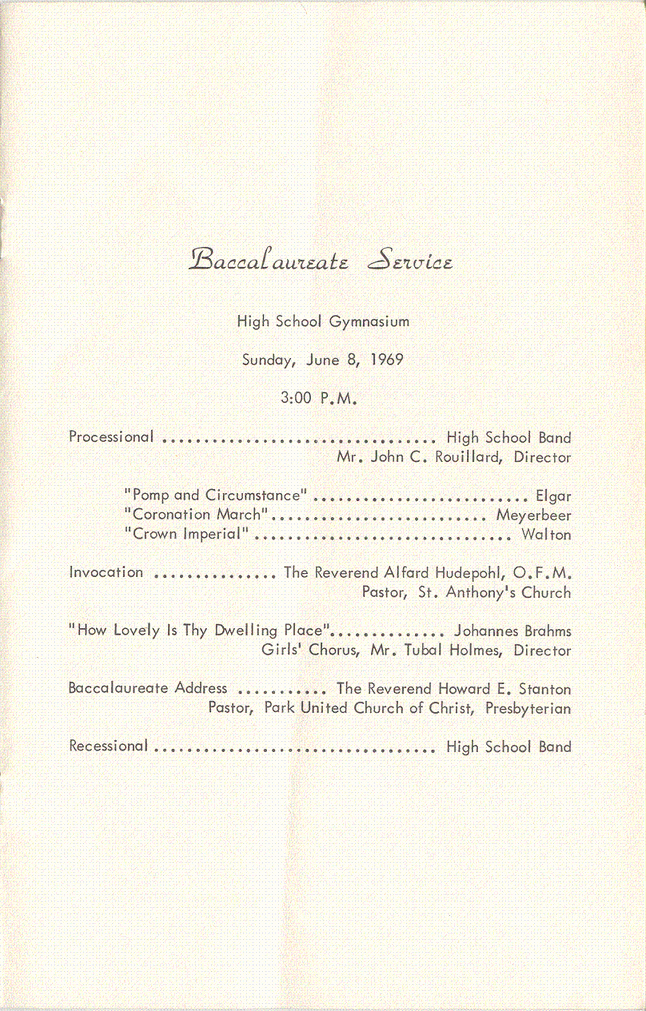 Baccalaureate Service
High School Gymnasium
Sunday, June 8, 1969
3:00 P.M.
Processional ................................. High School Band
Mr. John C. Rouillard, Director
"Pomp and Circumstance" .......................... Elgar
"Coronation March".......................... Meyerbeer
"Crown Imperial" ............................... Walton
Invocation ............... The Reverend Alfard Hudepohl, O.F.M.
Pastor, St. Anthony's Church
"How Lovely Is Thy Dwelling Place".............. Johannes Brahms
Girls' Chorus, Mr. Tubal Holmes, Director
Baccalaureate Address ........... The Reverend Howard E. Stanton
Pastor, Park United Church of Christ, Presbyterian
Recessional .................................. High School Band